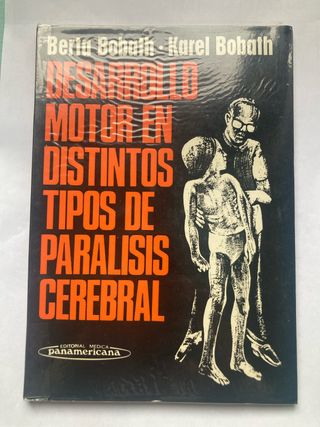 Berta Bobath - Karel Bobath
DESARROLLO
MOTOR EN
DISTINTOS
TIPOS DE
PARALISIS
CEREBRAL
EDITORIAL MEDICA
panamericana